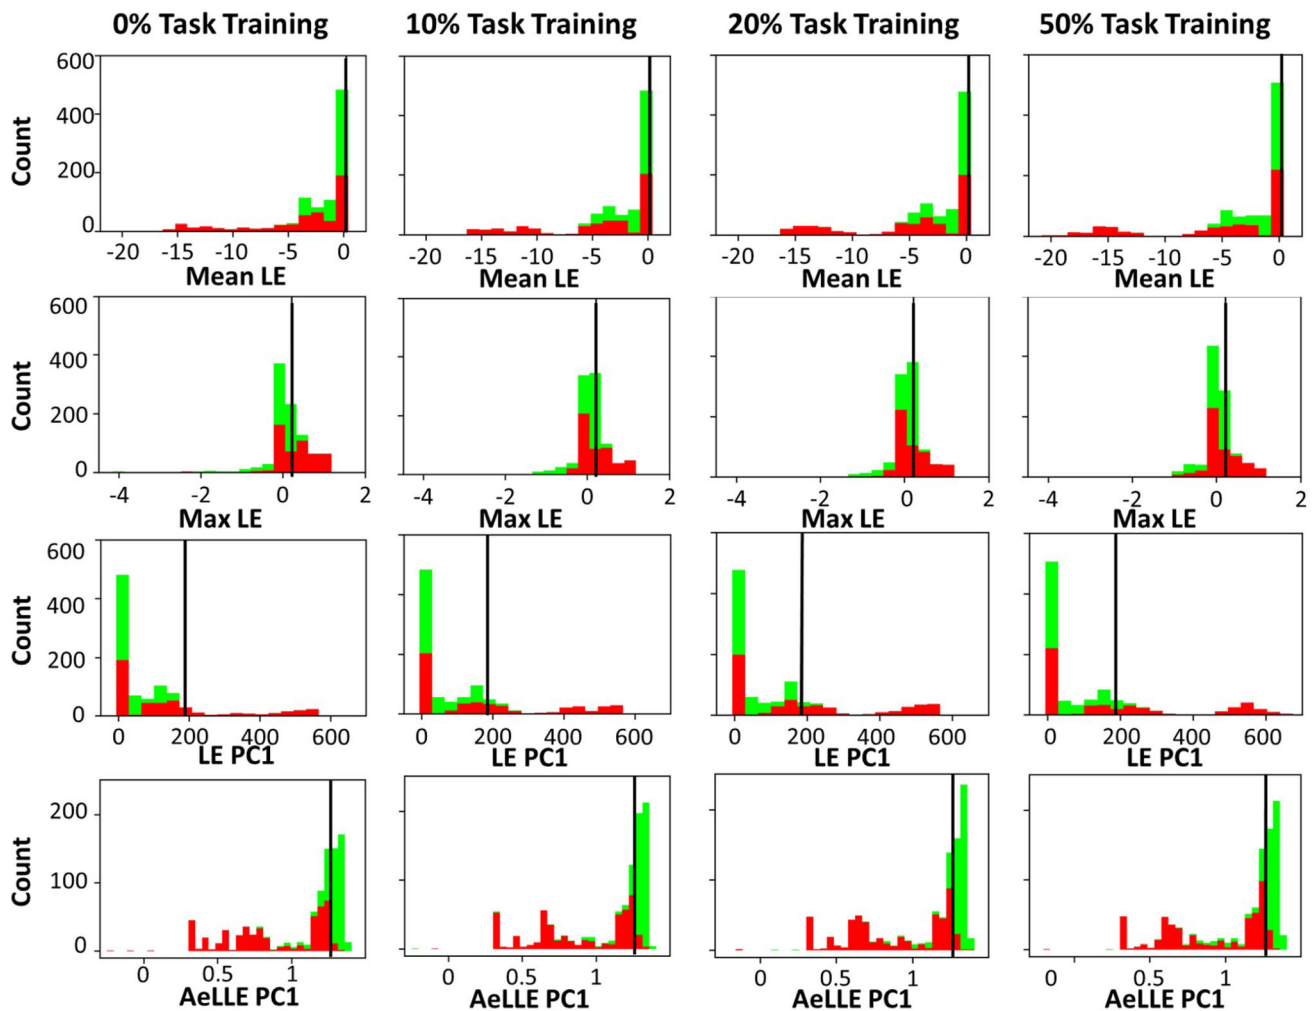 0% Task Training 10% Task Training 20% Task Training 50% Task Training
600
400
200
0
Count
-20 -15 -10 -5 0 -20 -15 -10 -5 0 -20 -15 -10 -5 0 -20 -15 -10 -5 0
Mean LE Mean LE Mean LE Mean LE
600
400
200
0
Count
-4 -2 0 2 -4 -2 0 2 -4 -2 0 2 -4 -2 0 2
Max LE Max LE Max LE Max LE
600
400
200
0
Count
0 200 400 600 0 200 400 600 0 200 400 600 0 200 400 600
LE PC1 LE PC1 LE PC1 LE PC1
200
100
0
Count
0 0.5 1 0 0.5 1 0 0.5 1 0 0.5 1
AeLLE PC1 AeLLE PC1 AeLLE PC1 AeLLE PC1